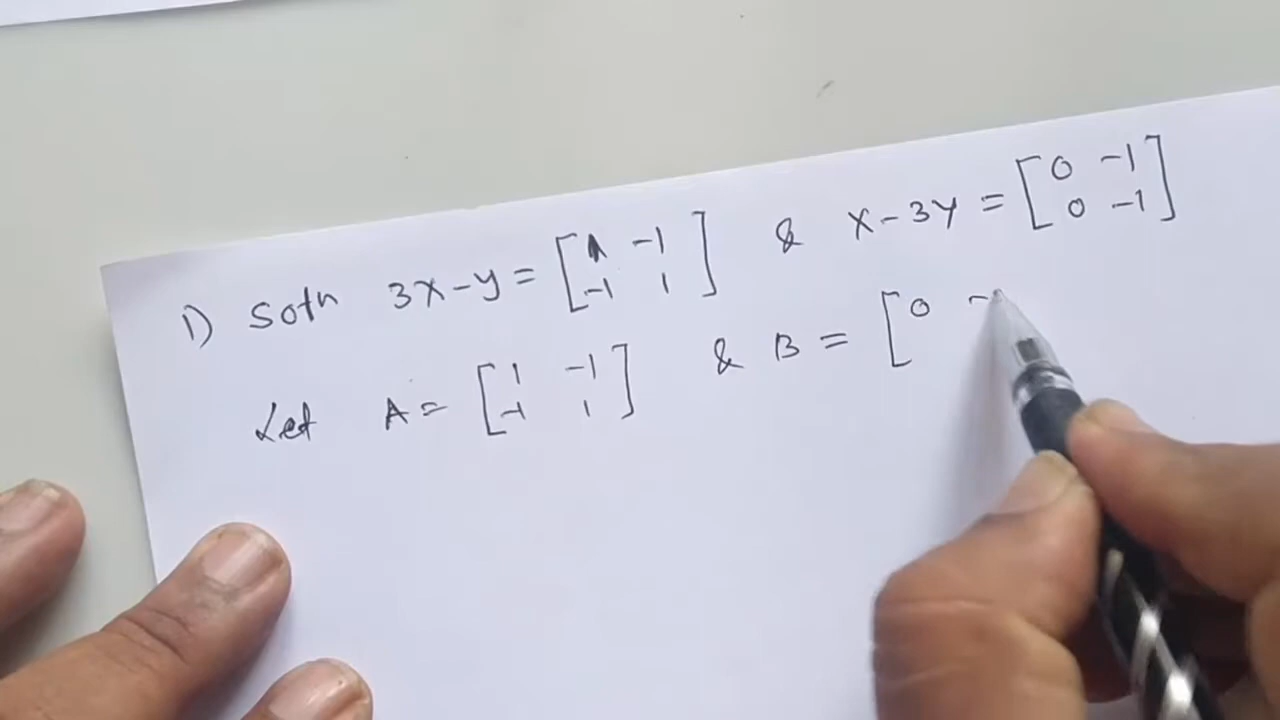 1) Soln 3X-y = [1 -1 -1 1] & X-3Y = [0 -1 0 -1]
Let A = [1 -1 -1 1] & B = [0 -